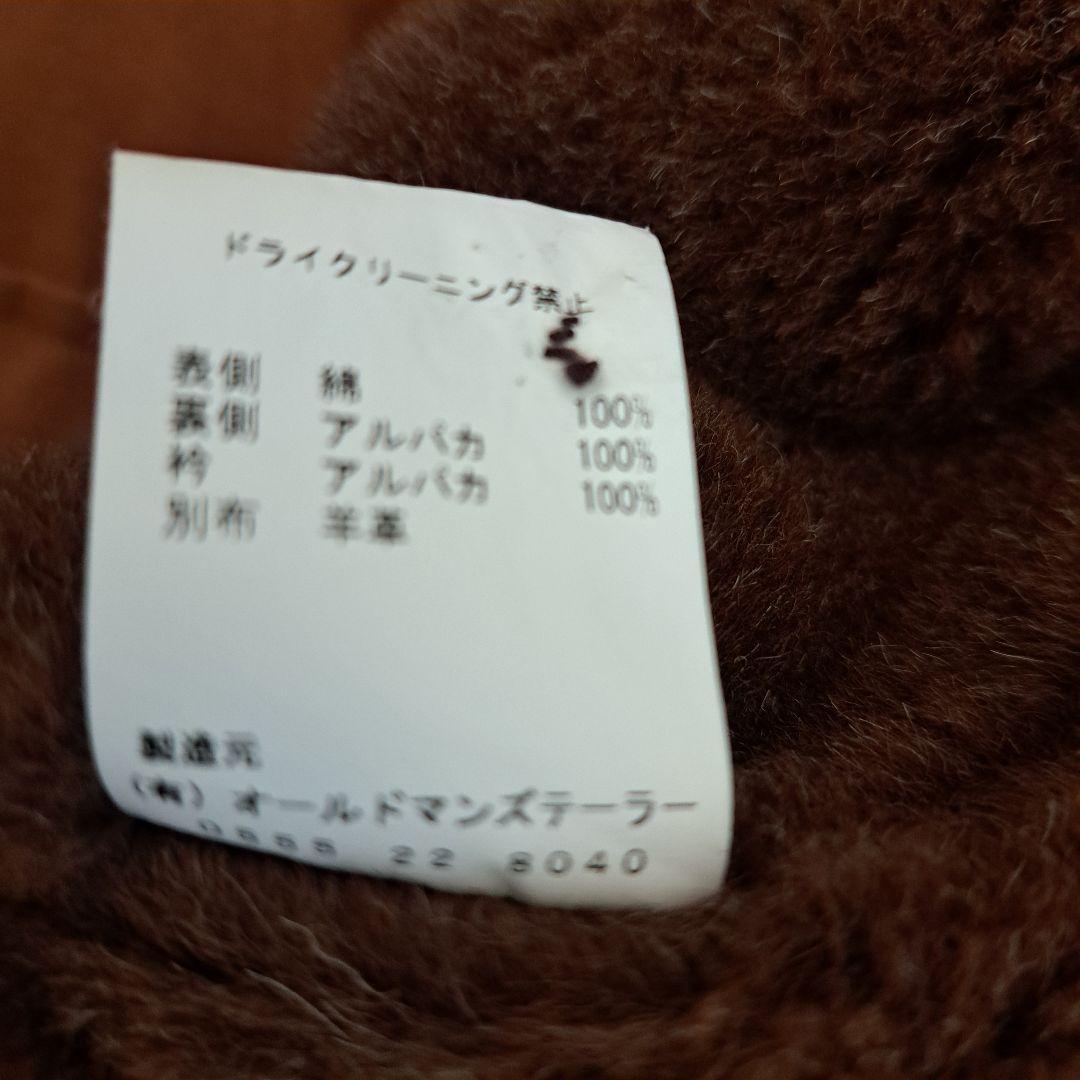 ドライクリーニング禁止
表側 綿 100%
裏側 アルパカ 100%
衿 アルパカ 100%
別布 羊革
製造元
(有)オールドマンズテーラー
0555 22 8040